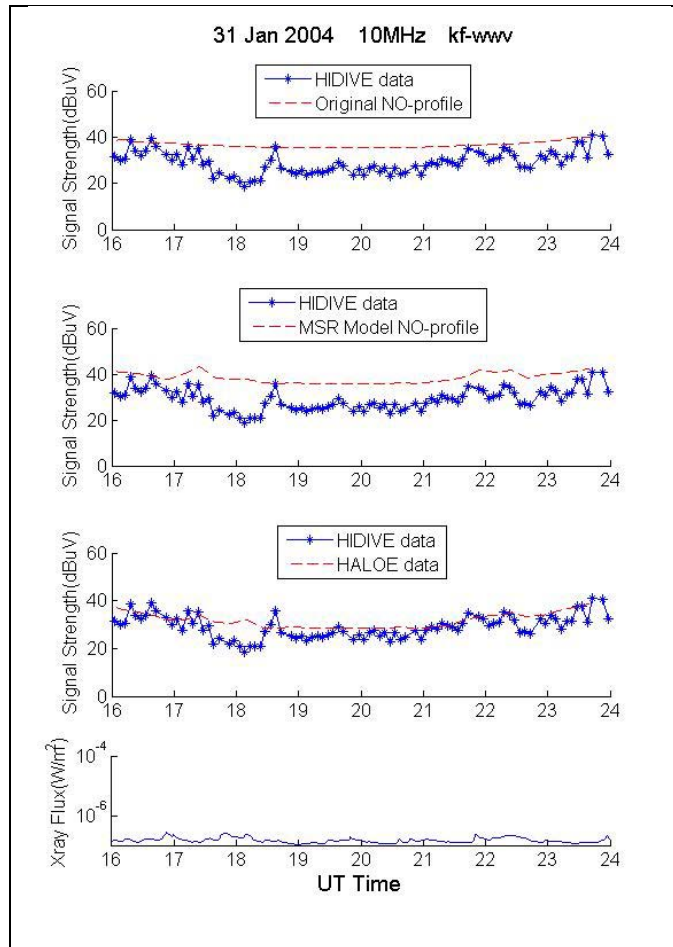 31 Jan 2004 10MHz kf-wwv
HIDIVE data
Original NO-profile
Signal Strength(dBuV)
60
40
20
0
16 17 18 19 20 21 22 23 24
HIDIVE data
MSR Model NO-profile
Signal Strength(dBuV)
60
40
20
0
16 17 18 19 20 21 22 23 24
HIDIVE data
HALOE data
Signal Strength(dBuV)
60
40
20
0
16 17 18 19 20 21 22 23 24
Xray Flux(W/m²)
10⁻⁴
10⁻⁶
16 17 18 19 20 21 22 23 24
UT Time